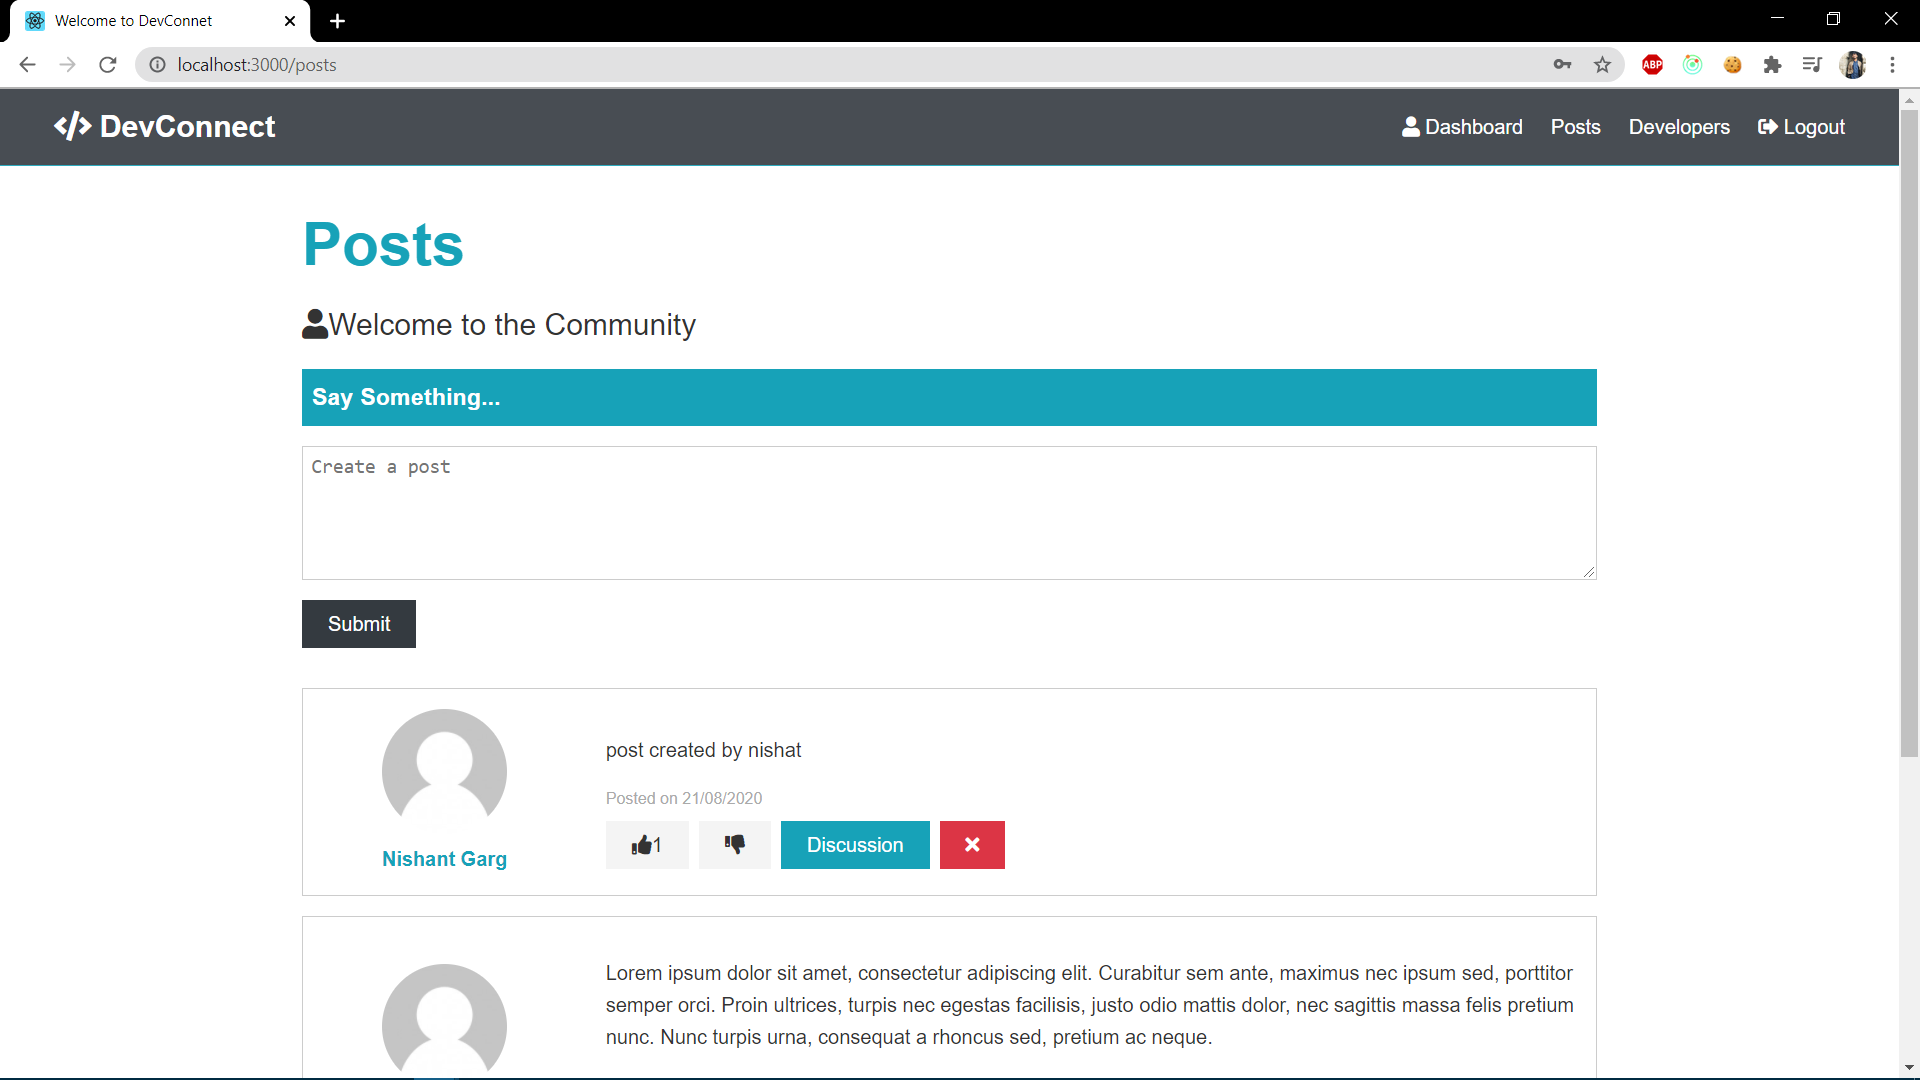 Welcome to DevConnet
localhost:3000/posts
ABP
DevConnect
Dashboard Posts Developers Logout
Posts
Welcome to the Community
Say Something...
Create a post
Submit
post created by nishat
Posted on 21/08/2020
1 Discussion
Nishant Garg
Lorem ipsum dolor sit amet, consectetur adipiscing elit. Curabitur sem ante, maximus nec ipsum sed, porttitor
semper orci. Proin ultrices, turpis nec egestas facilisis, justo odio mattis dolor, nec sagittis massa felis pretium
nunc. Nunc turpis urna, consequat a rhoncus sed, pretium ac neque.